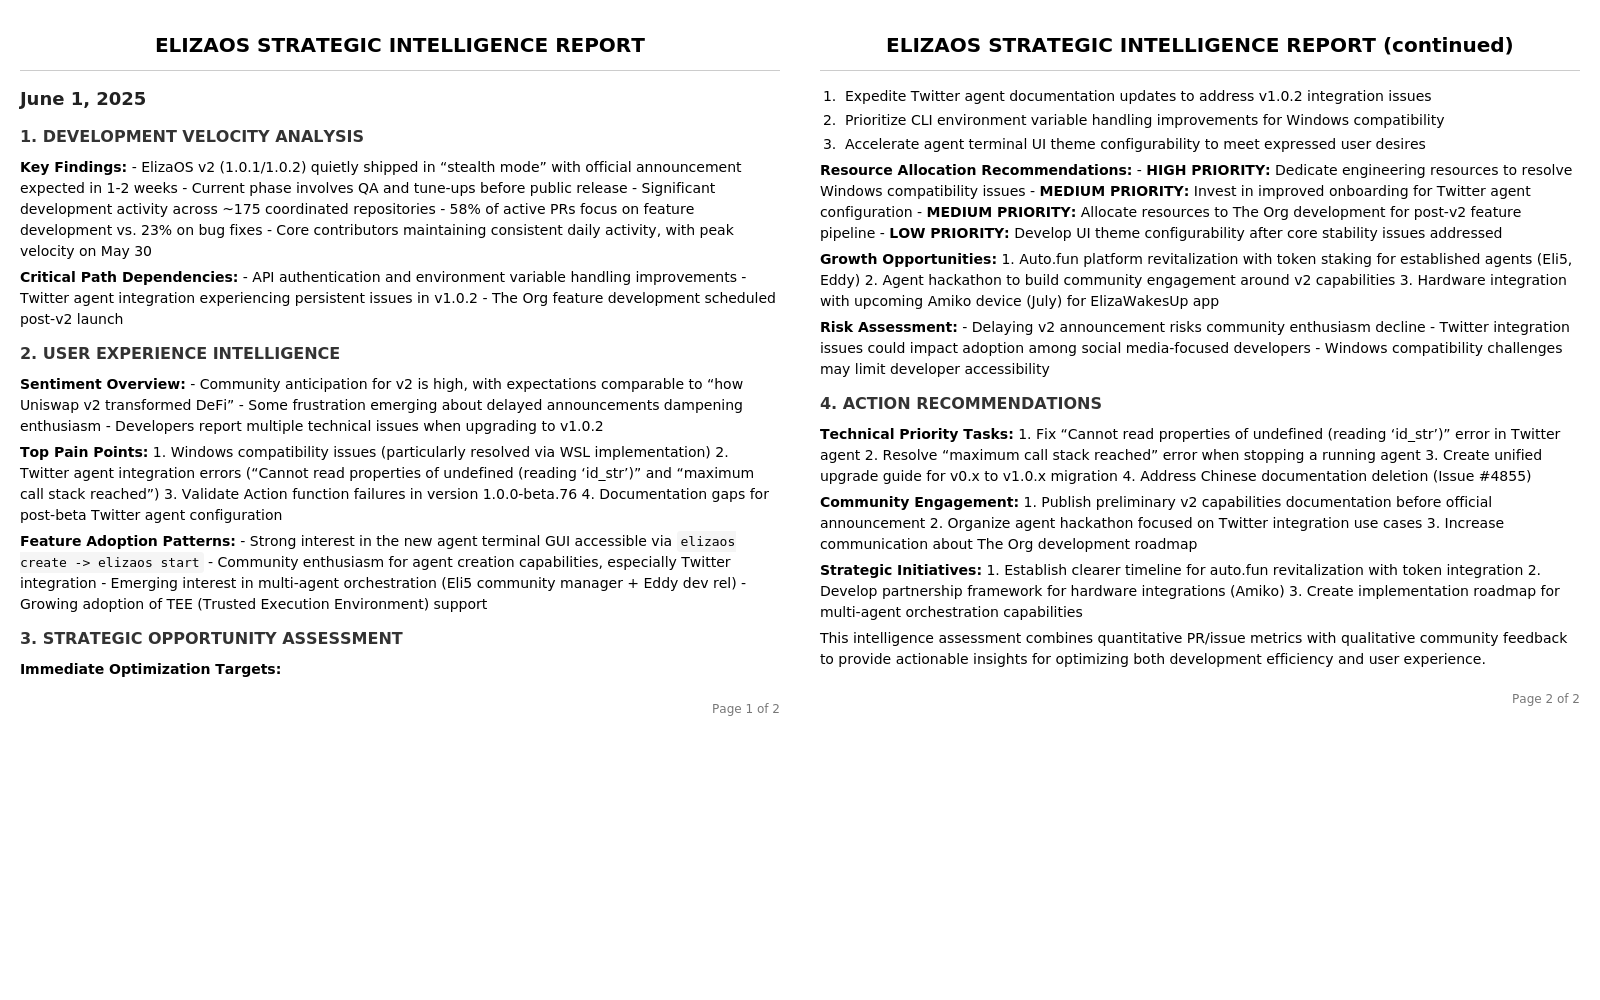 ELIZAOS STRATEGIC INTELLIGENCE REPORT
June 1, 2025
1. DEVELOPMENT VELOCITY ANALYSIS
Key Findings: - ElizaOS v2 (1.0.1/1.0.2) quietly shipped in “stealth mode” with official announcement
expected in 1-2 weeks - Current phase involves QA and tune-ups before public release - Significant
development activity across ~175 coordinated repositories - 58% of active PRs focus on feature
development vs. 23% on bug fixes - Core contributors maintaining consistent daily activity, with peak
velocity on May 30
Critical Path Dependencies: - API authentication and environment variable handling improvements -
Twitter agent integration experiencing persistent issues in v1.0.2 - The Org feature development scheduled
post-v2 launch
2. USER EXPERIENCE INTELLIGENCE
Sentiment Overview: - Community anticipation for v2 is high, with expectations comparable to “how
Uniswap v2 transformed DeFi” - Some frustration emerging about delayed announcements dampening
enthusiasm - Developers report multiple technical issues when upgrading to v1.0.2
Top Pain Points: 1. Windows compatibility issues (particularly resolved via WSL implementation) 2.
Twitter agent integration errors (“Cannot read properties of undefined (reading ‘id_str’)” and “maximum
call stack reached”) 3. Validate Action function failures in version 1.0.0-beta.76 4. Documentation gaps for
post-beta Twitter agent configuration
Feature Adoption Patterns: - Strong interest in the new agent terminal GUI accessible via elizaos
create -> elizaos start - Community enthusiasm for agent creation capabilities, especially Twitter
integration - Emerging interest in multi-agent orchestration (Eli5 community manager + Eddy dev rel) -
Growing adoption of TEE (Trusted Execution Environment) support
3. STRATEGIC OPPORTUNITY ASSESSMENT
Immediate Optimization Targets:
Page 1 of 2
ELIZAOS STRATEGIC INTELLIGENCE REPORT (continued)
1. Expedite Twitter agent documentation updates to address v1.0.2 integration issues
2. Prioritize CLI environment variable handling improvements for Windows compatibility
3. Accelerate agent terminal UI theme configurability to meet expressed user desires
Resource Allocation Recommendations: - HIGH PRIORITY: Dedicate engineering resources to resolve
Windows compatibility issues - MEDIUM PRIORITY: Invest in improved onboarding for Twitter agent
configuration - MEDIUM PRIORITY: Allocate resources to The Org development for post-v2 feature
pipeline - LOW PRIORITY: Develop UI theme configurability after core stability issues addressed
Growth Opportunities: 1. Auto.fun platform revitalization with token staking for established agents (Eli5,
Eddy) 2. Agent hackathon to build community engagement around v2 capabilities 3. Hardware integration
with upcoming Amiko device (July) for ElizaWakesUp app
Risk Assessment: - Delaying v2 announcement risks community enthusiasm decline - Twitter integration
issues could impact adoption among social media-focused developers - Windows compatibility challenges
may limit developer accessibility
4. ACTION RECOMMENDATIONS
Technical Priority Tasks: 1. Fix “Cannot read properties of undefined (reading ‘id_str’)” error in Twitter
agent 2. Resolve “maximum call stack reached” error when stopping a running agent 3. Create unified
upgrade guide for v0.x to v1.0.x migration 4. Address Chinese documentation deletion (Issue #4855)
Community Engagement: 1. Publish preliminary v2 capabilities documentation before official
announcement 2. Organize agent hackathon focused on Twitter integration use cases 3. Increase
communication about The Org development roadmap
Strategic Initiatives: 1. Establish clearer timeline for auto.fun revitalization with token integration 2.
Develop partnership framework for hardware integrations (Amiko) 3. Create implementation roadmap for
multi-agent orchestration capabilities
This intelligence assessment combines quantitative PR/issue metrics with qualitative community feedback
to provide actionable insights for optimizing both development efficiency and user experience.
Page 2 of 2